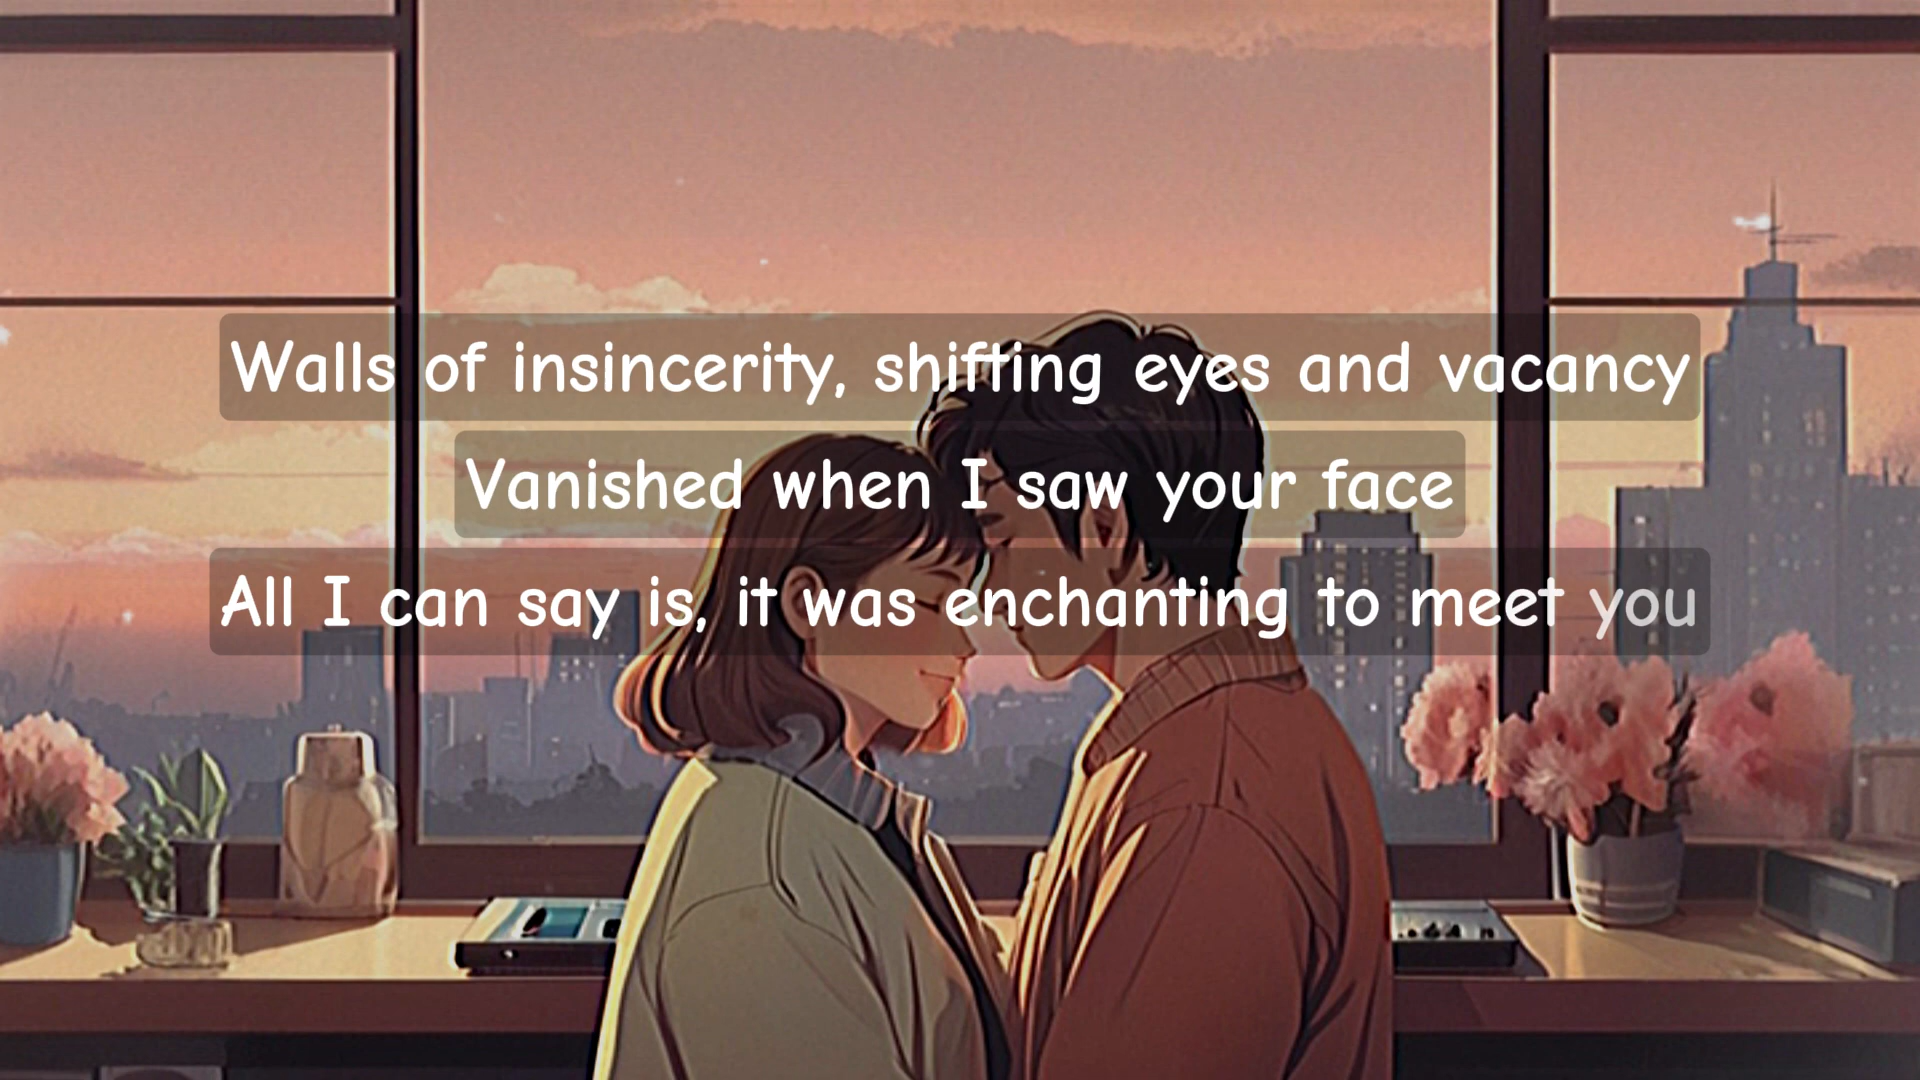 Walls of insincerity, shifting eyes and vacancy
Vanished when I saw your face
All I can say is, it was enchanting to meet you